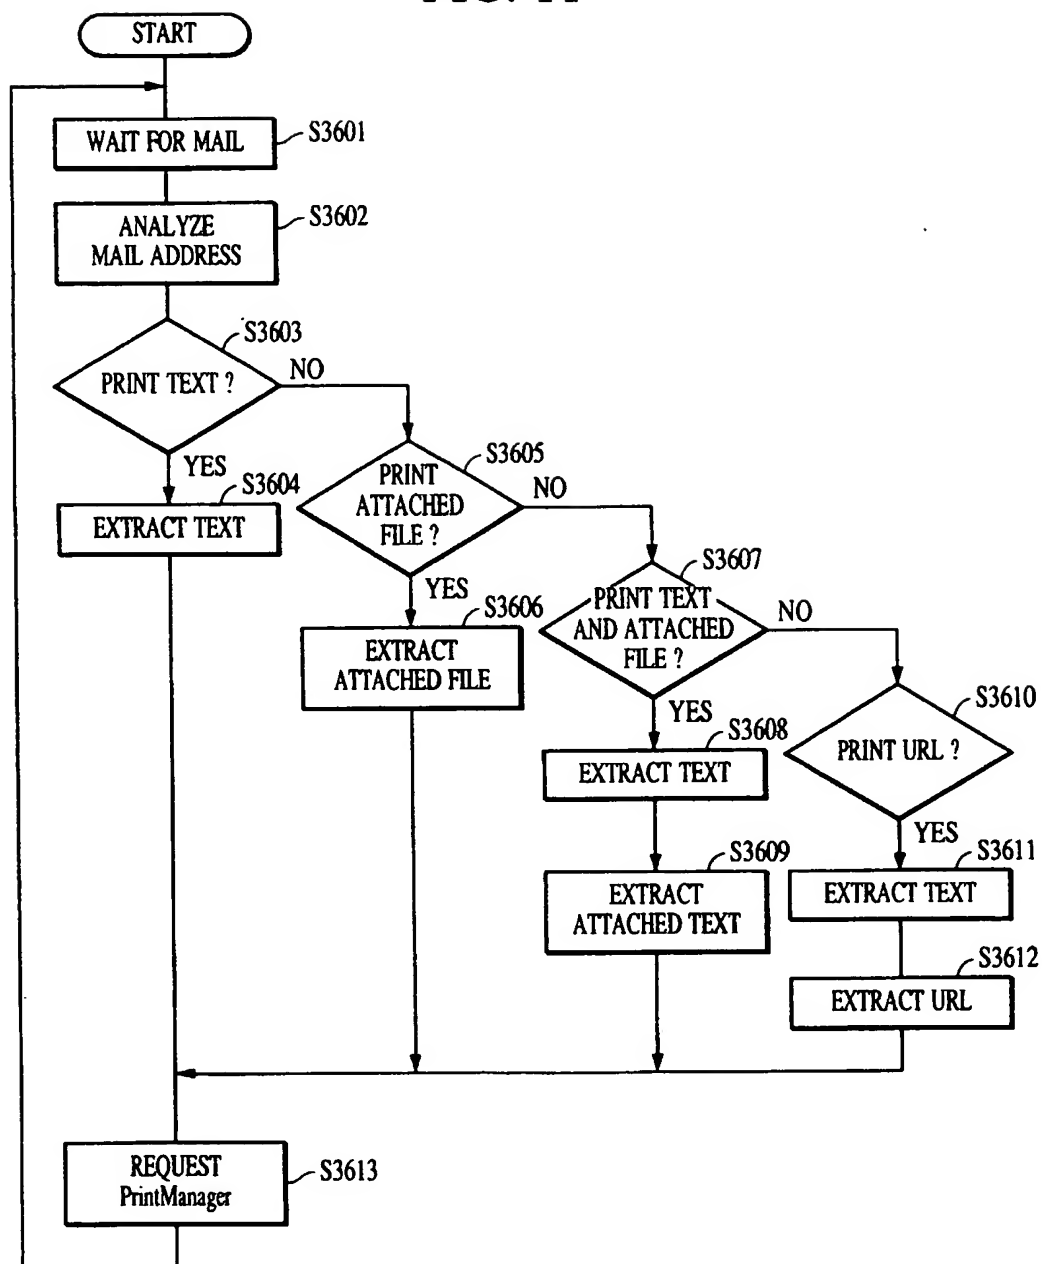 START
WAIT FOR MAIL
S3601
ANALYZE
MAIL ADDRESS
S3602
S3603
PRINT TEXT ?
NO
YES
S3604
EXTRACT TEXT
S3605
PRINT
ATTACHED
FILE ?
NO
YES
S3606
EXTRACT
ATTACHED FILE
S3607
PRINT TEXT
AND ATTACHED
FILE ?
NO
YES
S3608
EXTRACT TEXT
S3609
EXTRACT
ATTACHED TEXT
S3610
PRINT URL ?
YES
S3611
EXTRACT TEXT
S3612
EXTRACT URL
REQUEST
PrintManager
S3613